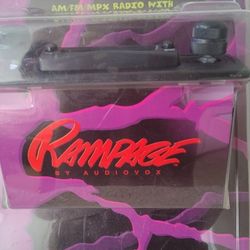 AM/FM MPX RADIO WITH
RAMPAGE
BY AUDIOVOX